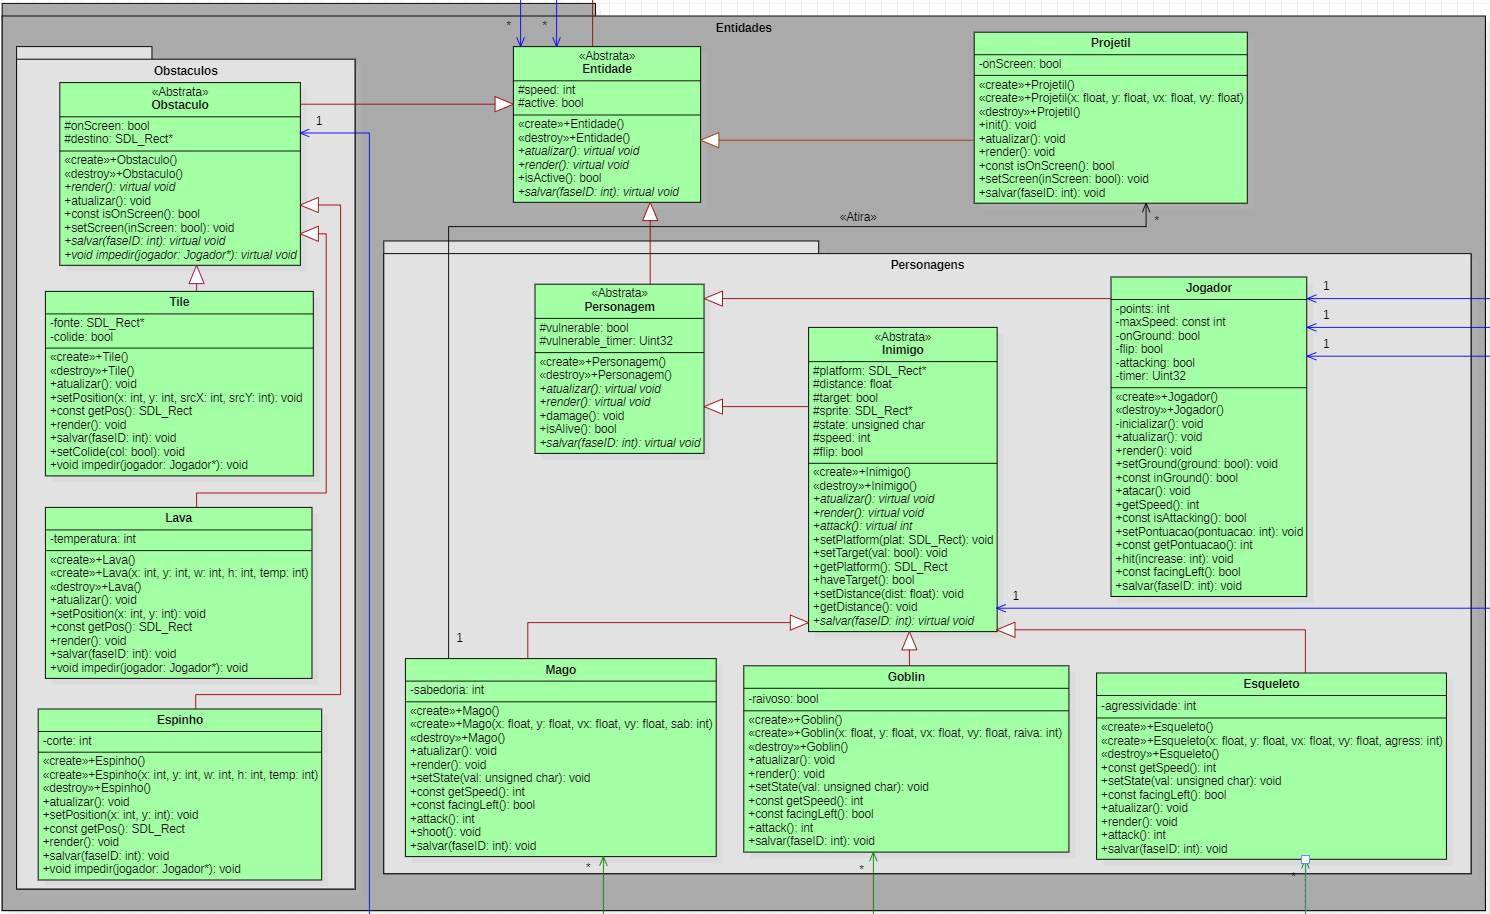 *
*
Entidades
Obstaculos
«Abstrata»
Obstaculo
#onScreen: bool
#destino: SDL_Rect*
«create»+Obstaculo()
«destroy»+Obstaculo()
+render(): virtual void
+atualizar(): void
+const isOnScreen(): bool
+setScreen(inScreen: bool): void
+salvar(faseID: int): virtual void
+void impedir(jogador: Jogador*): virtual void
1
Tile
-fonte: SDL_Rect*
-colide: bool
«create»+Tile()
«destroy»+Tile()
+atualizar(): void
+setPosition(x: int, y: int, srcX: int, srcY: int): void
+const getPos(): SDL_Rect
+render(): void
+salvar(faseID: int): void
+setColide(col: bool): void
+void impedir(jogador: Jogador*): void
Lava
-temperatura: int
«create»+Lava()
«create»+Lava(x: int, y: int, w: int, h: int, temp: int)
«destroy»+Lava()
+atualizar(): void
+setPosition(x: int, y: int): void
+const getPos(): SDL_Rect
+render(): void
+salvar(faseID: int): void
+void impedir(jogador: Jogador*): void
Espinho
-corte: int
«create»+Espinho()
«create»+Espinho(x: int, y: int, w: int, h: int, temp: int)
«destroy»+Espinho()
+atualizar(): void
+setPosition(x: int, y: int): void
+const getPos(): SDL_Rect
+render(): void
+salvar(faseID: int): void
+void impedir(jogador: Jogador*): void
«Abstrata»
Entidade
#speed: int
#active: bool
«create»+Entidade()
«destroy»+Entidade()
+atualizar(): virtual void
+render(): virtual void
+isActive(): bool
+salvar(faseID: int): virtual void
Projetil
-onScreen: bool
«create»+Projetil()
«create»+Projetil(x: float, y: float, vx: float, vy: float)
«destroy»+Projetil()
+init(): void
+atualizar(): void
+render(): void
+const isOnScreen(): bool
+setScreen(inScreen: bool): void
+salvar(faseID: int): void
«Atira»
*
Personagens
«Abstrata»
Personagem
#vulnerable: bool
#vulnerable_timer: Uint32
«create»+Personagem()
«destroy»+Personagem()
+atualizar(): virtual void
+render(): virtual void
+damage(): void
+isAlive(): bool
+salvar(faseID: int): virtual void
«Abstrata»
Inimigo
#platform: SDL_Rect*
#distance: float
#target: bool
#sprite: SDL_Rect*
#state: unsigned char
#speed: int
#flip: bool
«create»+Inimigo()
«destroy»+Inimigo()
+atualizar(): virtual void
+render(): virtual void
+attack(): virtual int
+setPlatform(plat: SDL_Rect): void
+setTarget(val: bool): void
+getPlatform(): SDL_Rect
+haveTarget(): bool
+setDistance(dist: float): void
+getDistance(): void
+salvar(faseID: int): virtual void
Jogador
-points: int
-maxSpeed: const int
-onGround: bool
-flip: bool
-attacking: bool
-timer: Uint32
«create»+Jogador()
«destroy»+Jogador()
-inicializar(): void
+atualizar(): void
+render(): void
+setGround(ground: bool): void
+const inGround(): bool
+atacar(): void
+getSpeed(): int
+const isAttacking(): bool
+setPontuacao(pontuacao: int): void
+const getPontuacao(): int
+hit(increase: int): void
+const facingLeft(): bool
+salvar(faseID: int): void
1
1
1
1
1
Mago
-sabedoria: int
«create»+Mago()
«create»+Mago(x: float, y: float, vx: float, vy: float, sab: int)
«destroy»+Mago()
+atualizar(): void
+render(): void
+setState(val: unsigned char): void
+const getSpeed(): int
+const facingLeft(): bool
+attack(): int
+shoot(): void
+salvar(faseID: int): void
*
Goblin
-raivoso: bool
«create»+Goblin()
«create»+Goblin(x: float, y: float, vx: float, vy: float, raiva: int)
«destroy»+Goblin()
+atualizar(): void
+render(): void
+setState(val: unsigned char): void
+const getSpeed(): int
+const facingLeft(): bool
+attack(): int
+salvar(faseID: int): void
*
Esqueleto
-agressividade: int
«create»+Esqueleto()
«create»+Esqueleto(x: float, y: float, vx: float, vy: float, agress: int)
«destroy»+Esqueleto()
+const getSpeed(): int
+setState(val: unsigned char): void
+const facingLeft(): bool
+atualizar(): void
+render(): void
+attack(): int
+salvar(faseID: int): void
*